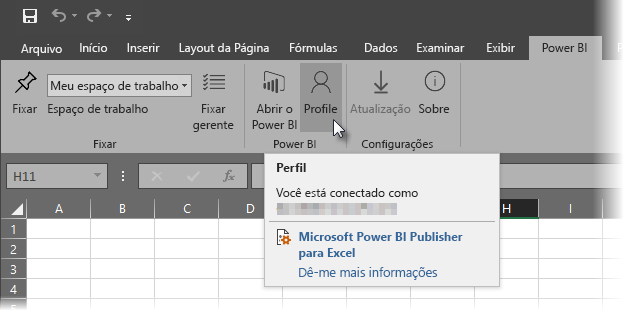 Arquivo Início Inserir Layout da Página Fórmulas Dados Examinar Exibir Power BI
Meu espaço de trabalho
Fixar Espaço de trabalho Fixar gerente Abrir o Power BI Profile Atualização Sobre
Fixar Power BI Configurações
H11 fx
Perfil
Você está conectado como
Microsoft Power BI Publisher
para Excel
Dê-me mais informações
A B C D H I
1
2
3
4